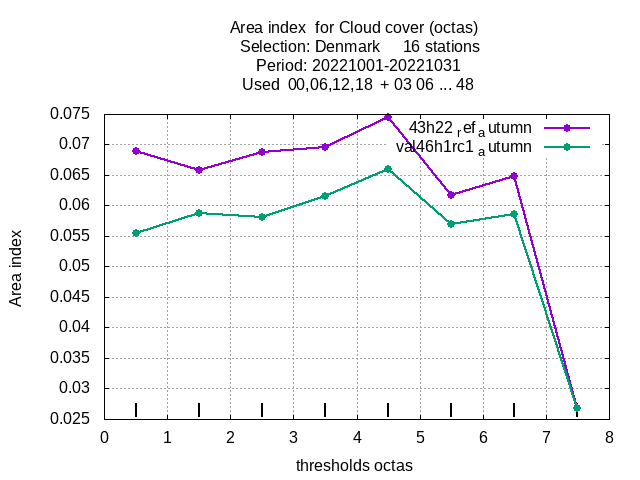 Area index  for Cloud cover (octas)
Selection: Denmark     16 stations
Period: 20221001-20221031
Used  00,06,12,18  + 03 06 ... 48
43h22 ref autumn
val46h1rc1 autumn
0.075
0.07
0.065
0.06
0.055
0.05
0.045
0.04
0.035
0.03
0.025
Area index
0 1 2 3 4 5 6 7 8
thresholds octas